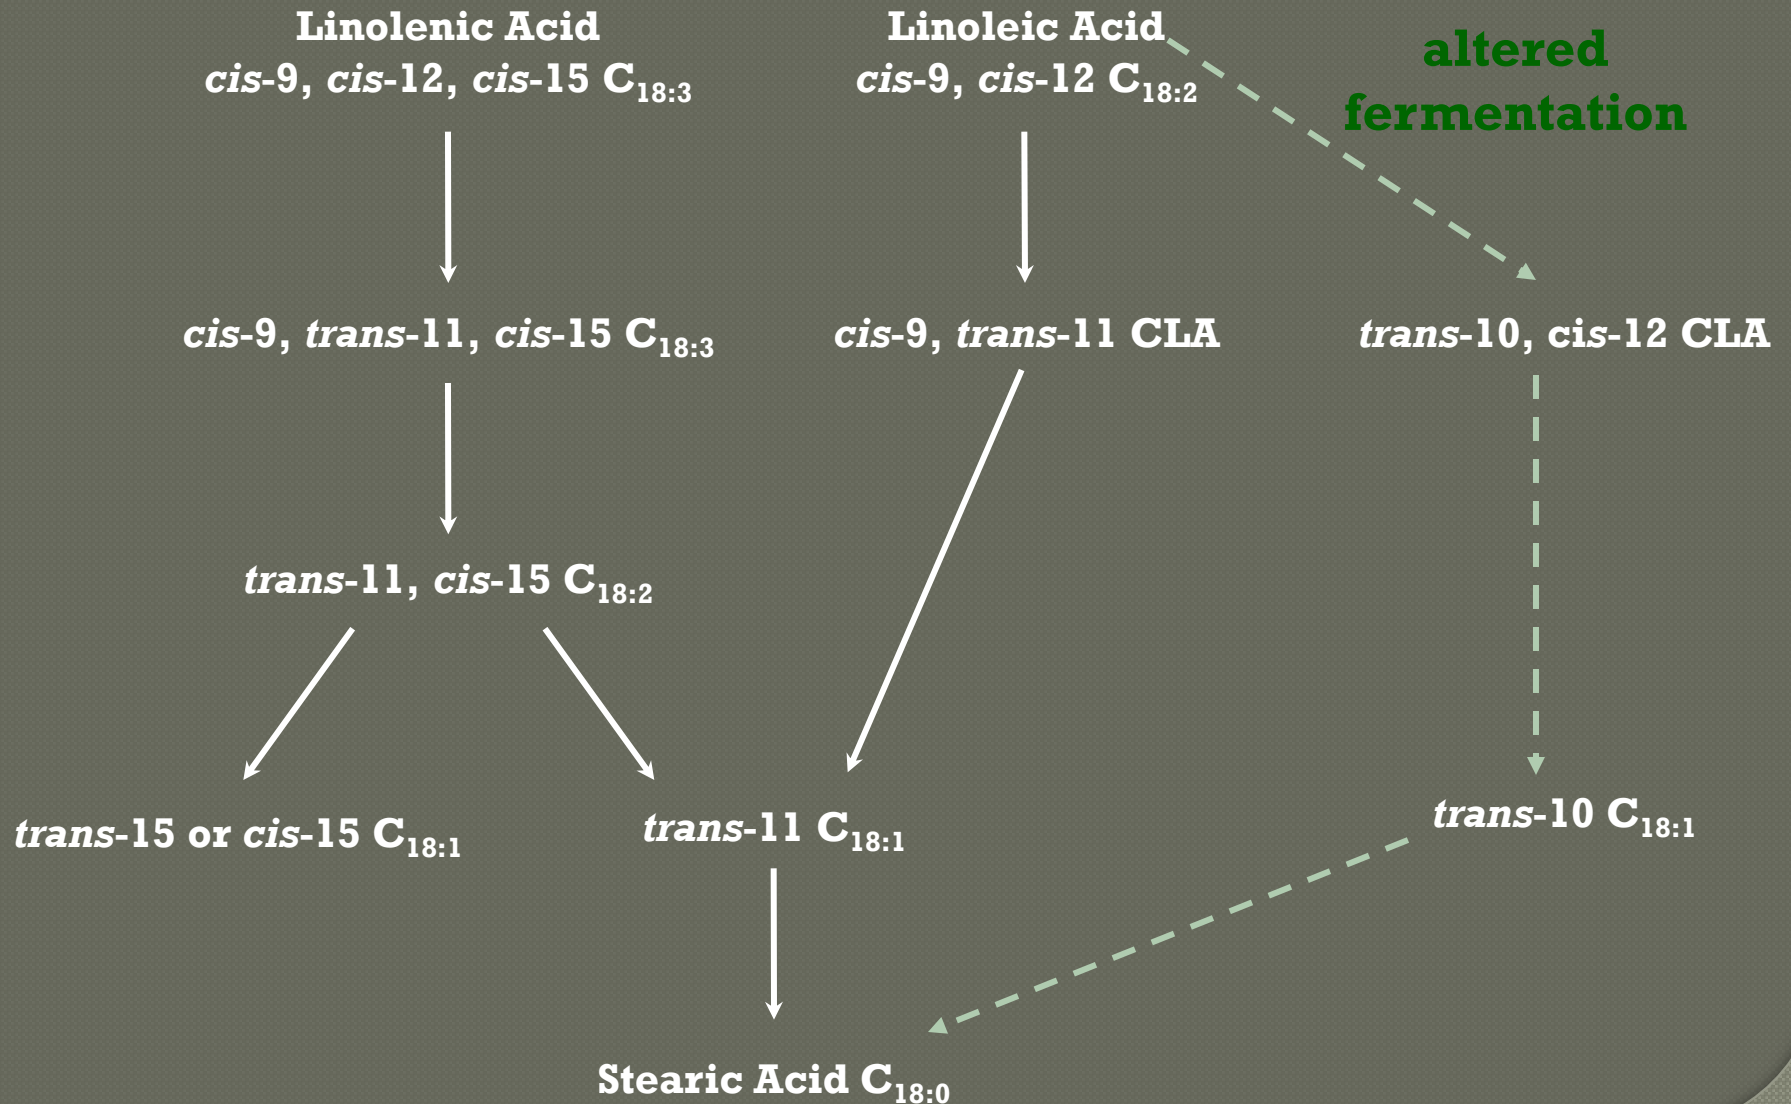 Linolenic Acid
cis-9, cis-12, cis-15 C18:3
Linoleic Acid
cis-9, cis-12 C18:2
altered
fermentation
cis-9, trans-11, cis-15 C18:3
cis-9, trans-11 CLA
trans-10, cis-12 CLA
trans-11, cis-15 C18:2
trans-15 or cis-15 C18:1
trans-11 C18:1
trans-10 C18:1
Stearic Acid C18:0